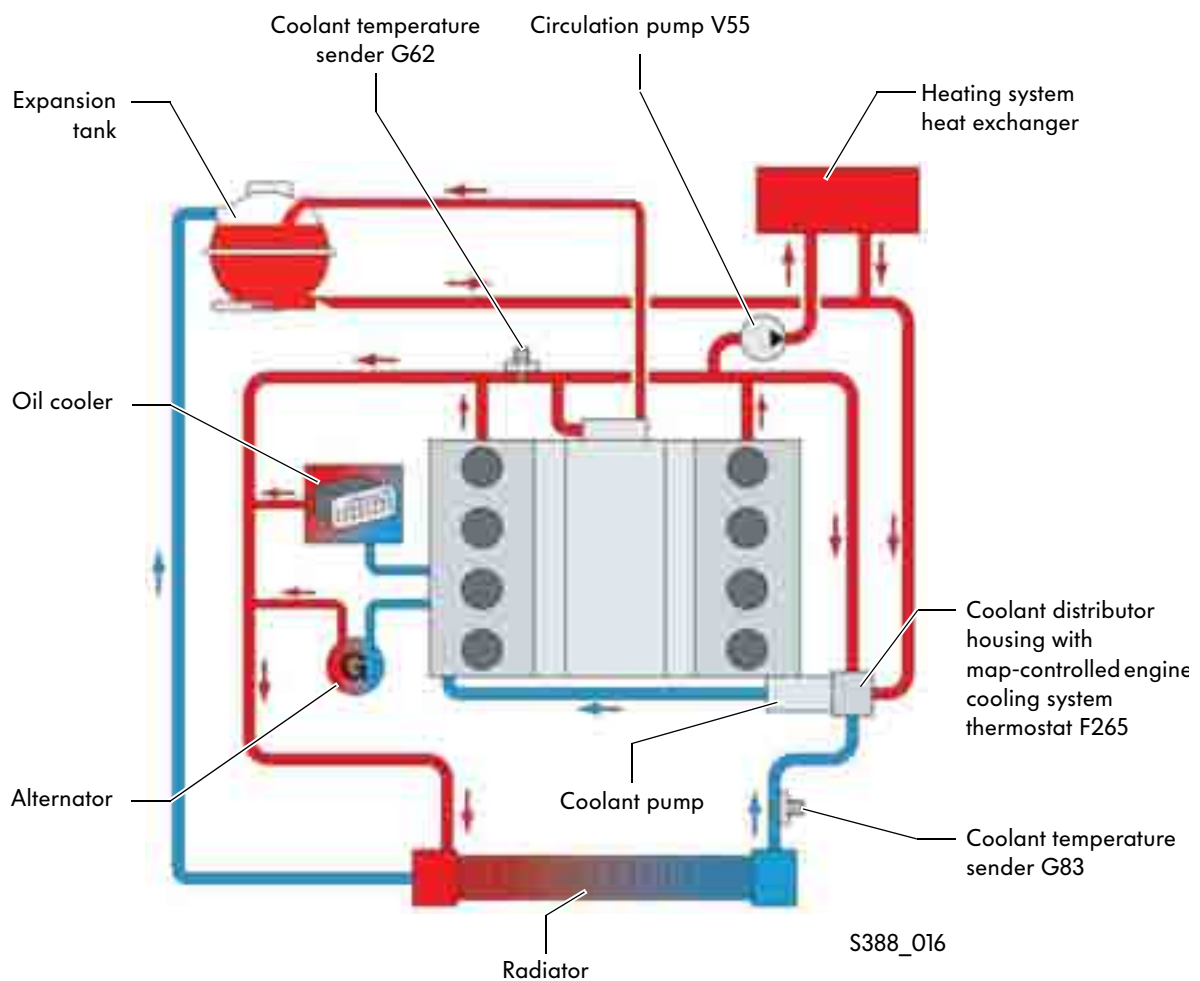 Coolant temperature
sender G62
Circulation pump V55
Expansion
tank
Heating system
heat exchanger
Oil cooler
G
Coolant distributor
housing with
map-controlled engine
cooling system
thermostat F265
Alternator
Coolant pump
Coolant temperature
sender G83
S388_016
Radiator